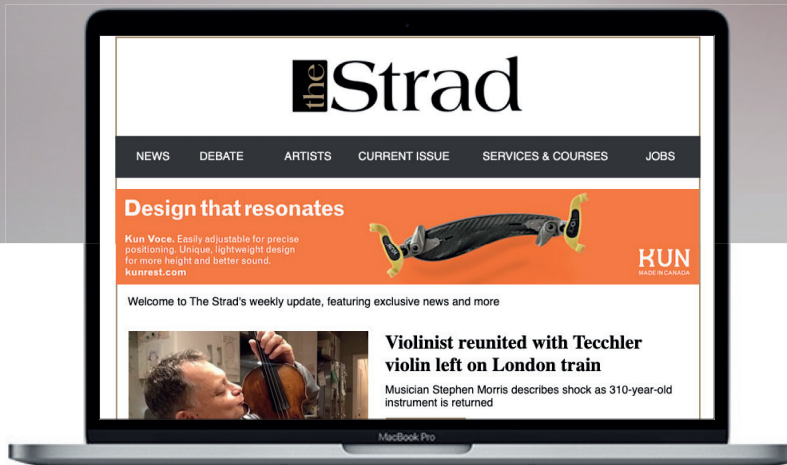 the Strad
NEWS DEBATE ARTISTS CURRENT ISSUE SERVICES & COURSES JOBS
Design that resonates
Kun Voce. Easily adjustable for precise
positioning. Unique, lightweight design
for more height and better sound.
kunrest.com
KUN
MADE IN CANADA
Welcome to The Strad's weekly update, featuring exclusive news and more
Violinist reunited with Tecchler
violin left on London train
Musician Stephen Morris describes shock as 310-year-old
instrument is returned
MacBook Pro